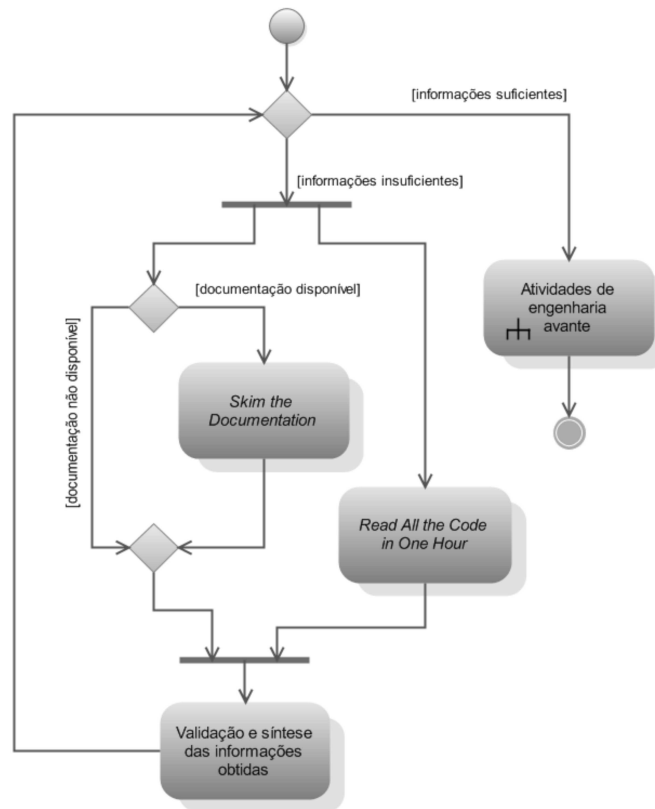 [informações suficientes]
[informações insuficientes]
[documentação disponível]
[documentação não disponível]
Atividades de
engenharia
avante
Skim the
Documentation
Read All the Code
in One Hour
Validação e síntese
das informações
obtidas